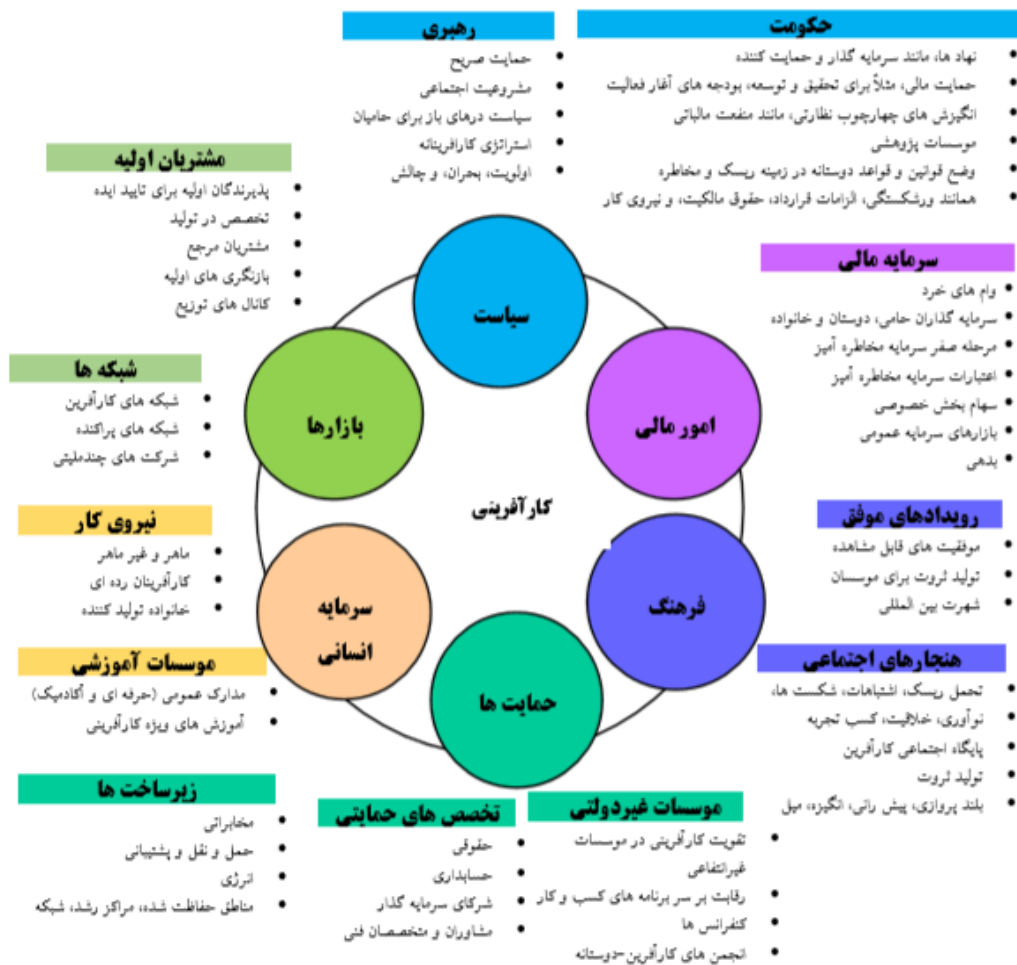 رهبری
حمایت صریح
مشروعیت اجتماعی
سیاست درهای باز برای حامیان
استراتژی کارافرینانه
اولویت، بحران، و چالش
حکومت
نهاد ها، مانند سرمایه گذار و حمایت کننده
حمایت مالی، مثلاً برای تحقیق و توسعه، بودجه های آغاز فعالیت
انگیزش های چهارچوب نظارتی، مانند منفعت مالیاتی
موسسات پژوهشی
وضع قوانین و قواعد دوستانه در زمینه ریسک و مخاطره
همانند ورشکستگی، الزامات قرارداد، حقوق مالکیت، و نیروی کار
سرمایه مالی
وام های خرد
سرمایه گذاران حامی، دوستان و خانواده
مرحله صفر سرمایه مخاطره آمیز
اعتبارات سرمایه مخاطره آمیز
سهام بخش خصوصی
بازارهای سرمایه عمومی
بدهی
رویدادهای موفق
موفقیت های قابل مشاهده
تولید ثروت برای موسسان
شهرت بین المللی
هنجارهای اجتماعی
تحمل ریسک، اشتباهات، شکست ها،
نوآوری، خلاقیت، کسب تجربه
پایگاه اجتماعی کارآفرین
تولید ثروت
بلند پروازی، پیش رانی، انگیزه، میل
موسسات غیردولتی
تقویت کارآفرینی در موسسات
غیرانتفاعی
رقابت بر سر برنامه های کسب و کار
کنفرانس ها
انجمن های کارآفرین-دوستانه
تخصص های حمایتی
حقوقی
حسابداری
شرکای سرمایه گذار
مشاوران و متخصصان فنی
زیرساخت ها
مخابراتی
حمل و نقل و پشتیبانی
انرژی
مناطق حفاظت شده، مراکز رشد، شبکه
موسسات آموزشی
مدارک عمومی (حرفه ای و آکادمیک)
آموزش های ویژه کارآفرینی
نیروی کار
ماهر و غیر ماهر
کارآفرینان رده ای
خانواده تولید کننده
شبکه ها
شبکه های کارآفرین
شبکه های پراکنده
شرکت های چندملیتی
مشتریان اولیه
پذیرندگان اولیه برای تایید ایده
تخصص در تولید
مشتریان مرجع
بازنگری های اولیه
کانال های توزیع
سیاست
امور مالی
فرهنگ
حمایت ها
سرمایه
انسانی
بازارها
کارآفرینی